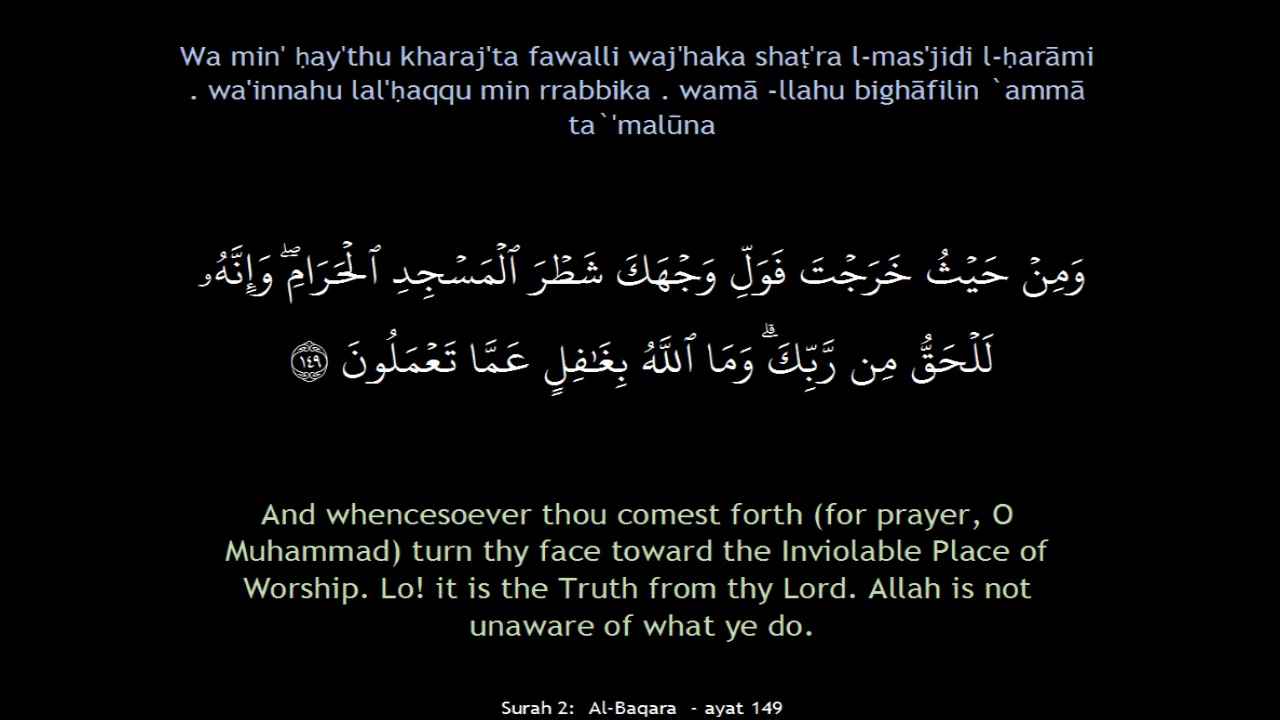 Wa min' ḥay'thu kharaj'ta fawalli waj'haka shaṭ'ra l-mas'jidi l-ḥarāmi
. wa'innahu lal'ḥaqqu min rrabbika . wamā -llahu bighāfilin `ammā
ta`'malūna
وَمِنۡ حَيۡثُ خَرَجۡتَ فَوَلِّ وَجۡهَكَ شَطۡرَ ٱلۡمَسۡجِدِ ٱلۡحَرَامِۖ وَإِنَّهُۥ
لَلۡحَقُّ مِن رَّبِّكَۗ وَمَا ٱللَّهُ بِغَٰفِلٍ عَمَّا تَعۡمَلُونَ ١٤٩
And whencesoever thou comest forth (for prayer, O
Muhammad) turn thy face toward the Inviolable Place of
Worship. Lo! it is the Truth from thy Lord. Allah is not
unaware of what ye do.
Surah 2: Al-Baqara - ayat 149